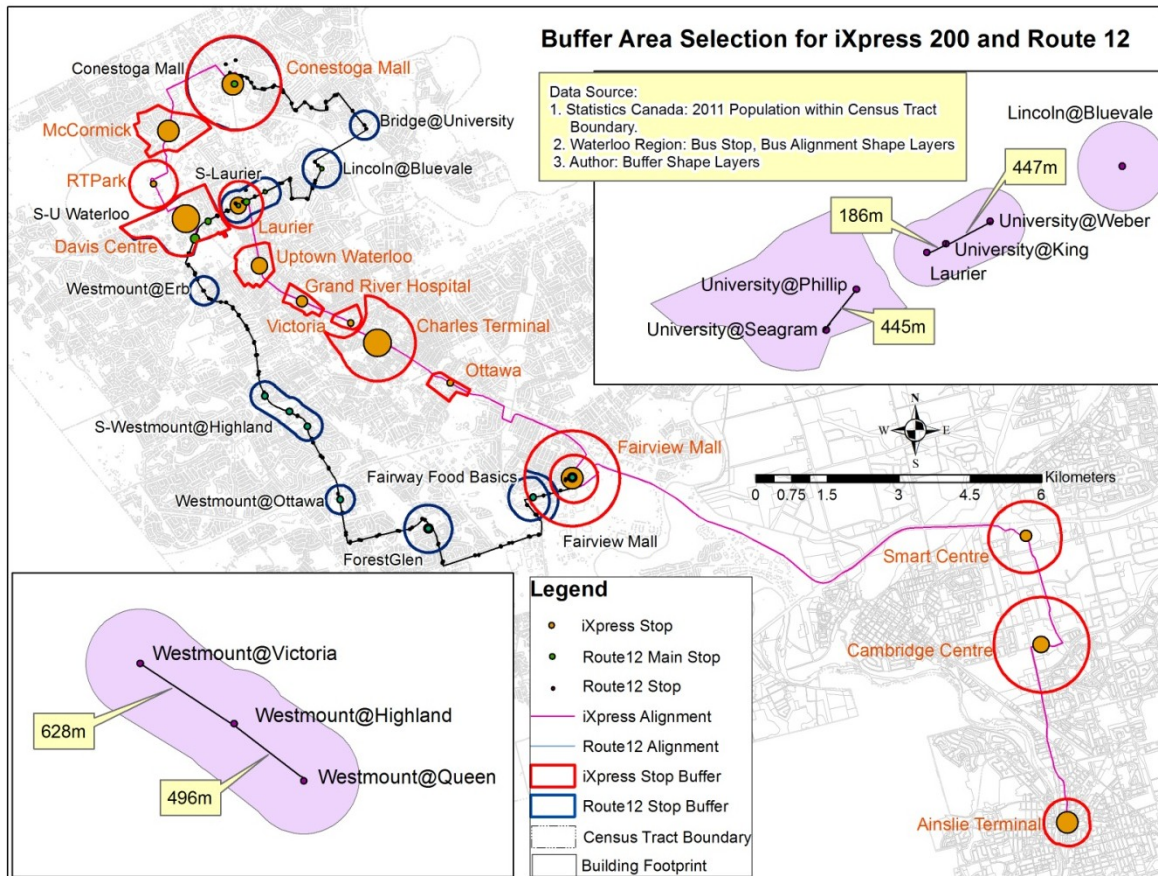 Buffer Area Selection for iXpress 200 and Route 12
Data Source:
1. Statistics Canada: 2011 Population within Census Tract
Boundary.
2. Waterloo Region: Bus Stop, Bus Alignment Shape Layers
3. Author: Buffer Shape Layers
Lincoln@Bluevale
447m
186m
University@Weber
University@King
Laurier
University@Phillip
University@Seagram
445m
Conestoga Mall
Conestoga Mall
McCormick
Bridge@University
Lincoln@Bluevale
RTPark
S-Laurier
S-U Waterloo
Laurier
Davis Centre
Uptown Waterloo
Westmount@Erb
Grand River Hospital
Victoria
Charles Terminal
Ottawa
S-Westmount@Highland
Fairview Mall
Fairway Food Basics
Westmount@Ottawa
ForestGlen
Fairview Mall
N
W
E
S
Kilometers
0 0.75 1.5 3 4.5 6
Smart Centre
Cambridge Centre
Ainslie Terminal
Westmount@Victoria
628m
Westmount@Highland
496m
Westmount@Queen
Legend
iXpress Stop
Route12 Main Stop
Route12 Stop
iXpress Alignment
Route12 Alignment
iXpress Stop Buffer
Route12 Stop Buffer
Census Tract Boundary
Building Footprint